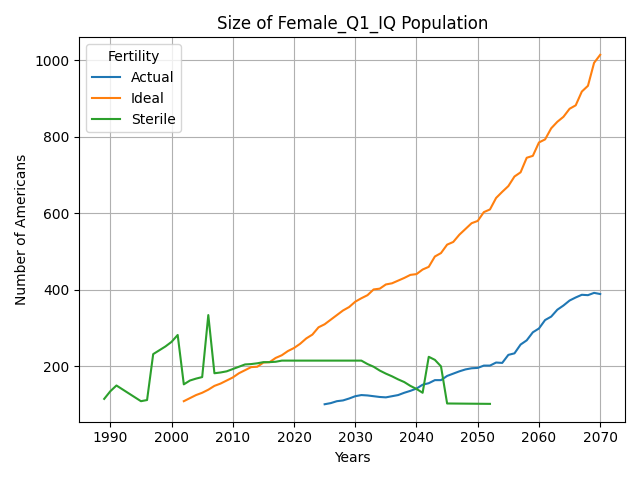 Size of Female_Q1_IQ Population
Fertility
Actual
Ideal
Sterile
Number of Americans
1000
800
600
400
200
1990 2000 2010 2020 2030 2040 2050 2060 2070
Years